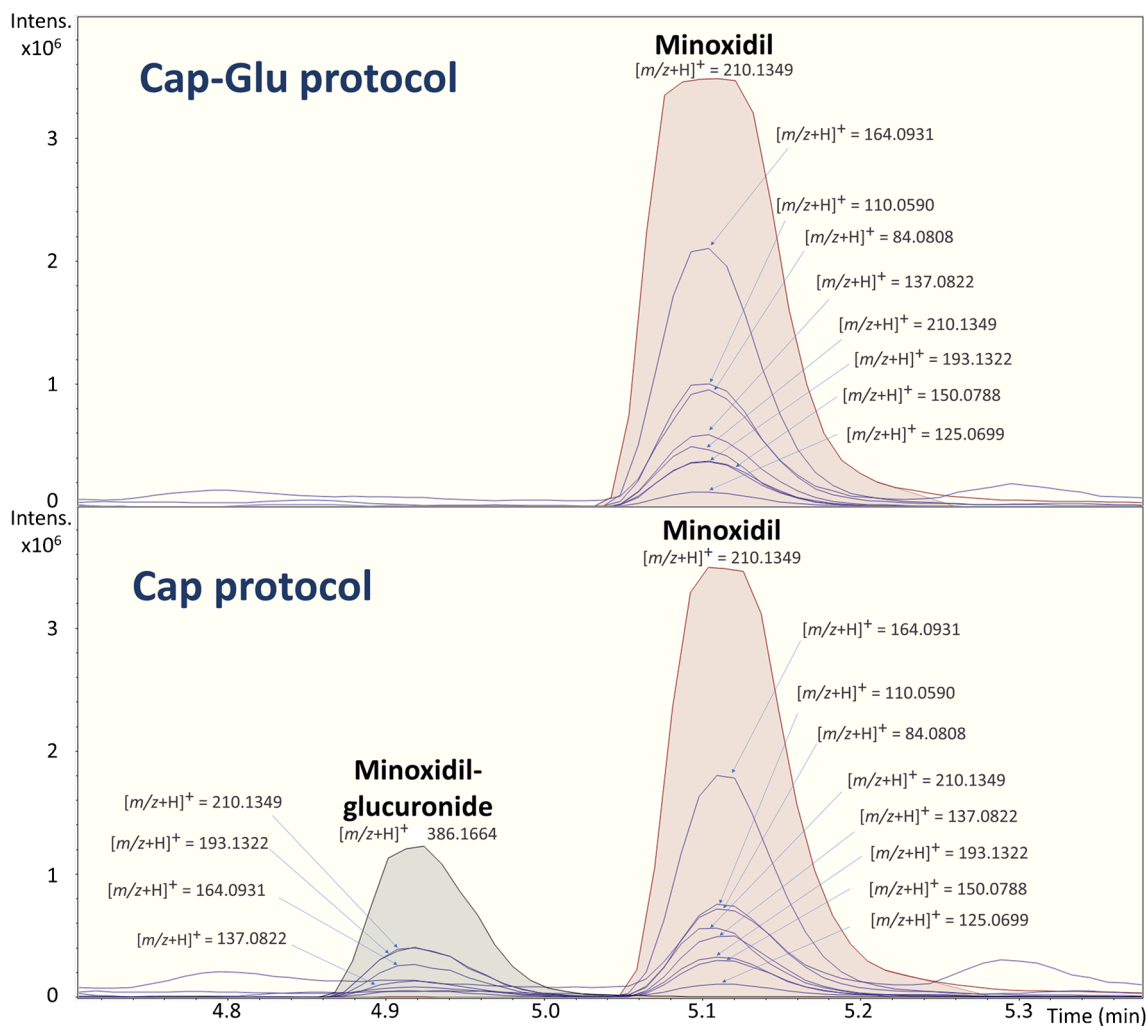 Intens.
x10⁶
Cap-Glu protocol
Minoxidil
[m/z+H]⁺ = 210.1349
[m/z+H]⁺ = 164.0931
[m/z+H]⁺ = 110.0590
[m/z+H]⁺ = 84.0808
[m/z+H]⁺ = 137.0822
[m/z+H]⁺ = 210.1349
[m/z+H]⁺ = 193.1322
[m/z+H]⁺ = 150.0788
[m/z+H]⁺ = 125.0699
3
2
1
0
Intens.
x10⁶
Cap protocol
Minoxidil
[m/z+H]⁺ = 210.1349
[m/z+H]⁺ = 164.0931
[m/z+H]⁺ = 110.0590
[m/z+H]⁺ = 84.0808
[m/z+H]⁺ = 210.1349
[m/z+H]⁺ = 137.0822
[m/z+H]⁺ = 193.1322
[m/z+H]⁺ = 150.0788
[m/z+H]⁺ = 125.0699
Minoxidil-
glucuronide
[m/z+H]⁺ 386.1664
[m/z+H]⁺ = 210.1349
[m/z+H]⁺ = 193.1322
[m/z+H]⁺ = 164.0931
[m/z+H]⁺ = 137.0822
3
2
1
0
4.8 4.9 5.0 5.1 5.2 5.3 Time (min)